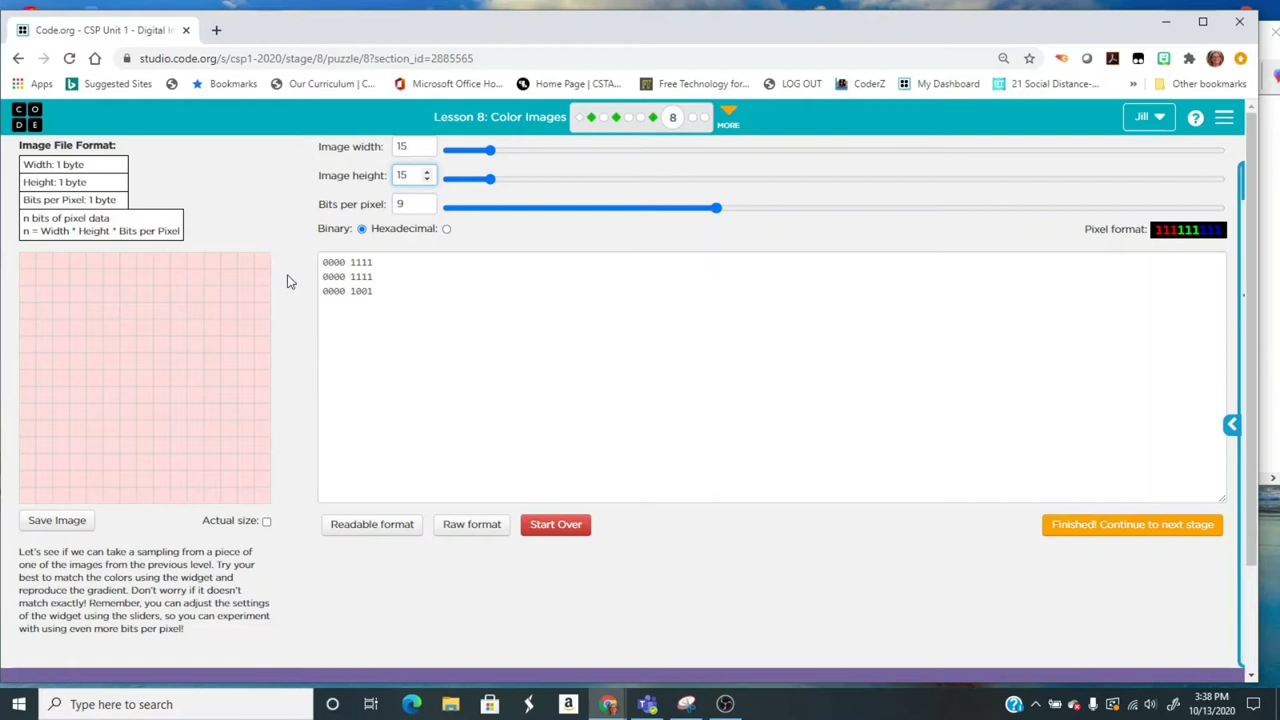 Code.org - CSP Unit 1 - Digital In
studio.code.org/s/csp1-2020/stage/8/puzzle/8?section_id=2885565
Apps
Suggested Sites
Bookmarks
Our Curriculum | C...
Microsoft Office Ho...
Home Page | CSTA...
Free Technology for...
LOG OUT
CoderZ
My Dashboard
21 Social Distance-...
»
Other bookmarks
C O
D E
Lesson 8: Color Images
8
MORE
Jill
?
Image File Format:
Width: 1 byte
Height: 1 byte
Bits per Pixel: 1 byte
n bits of pixel data
n = Width * Height * Bits per Pixel
Image width: 15
Image height: 15
Bits per pixel: 9
Binary: Hexadecimal:
Pixel format: 111111111
0000 1111
0000 1111
0000 1001
Save Image
Actual size:
Readable format
Raw format
Start Over
Finished! Continue to next stage
Let's see if we can take a sampling from a piece of
one of the images from the previous level. Try your
best to match the colors using the widget and
reproduce the gradient. Don't worry if it doesn't
match exactly! Remember, you can adjust the settings
of the widget using the sliders, so you can experiment
with using even more bits per pixel!
Type here to search
3:38 PM
10/13/2020